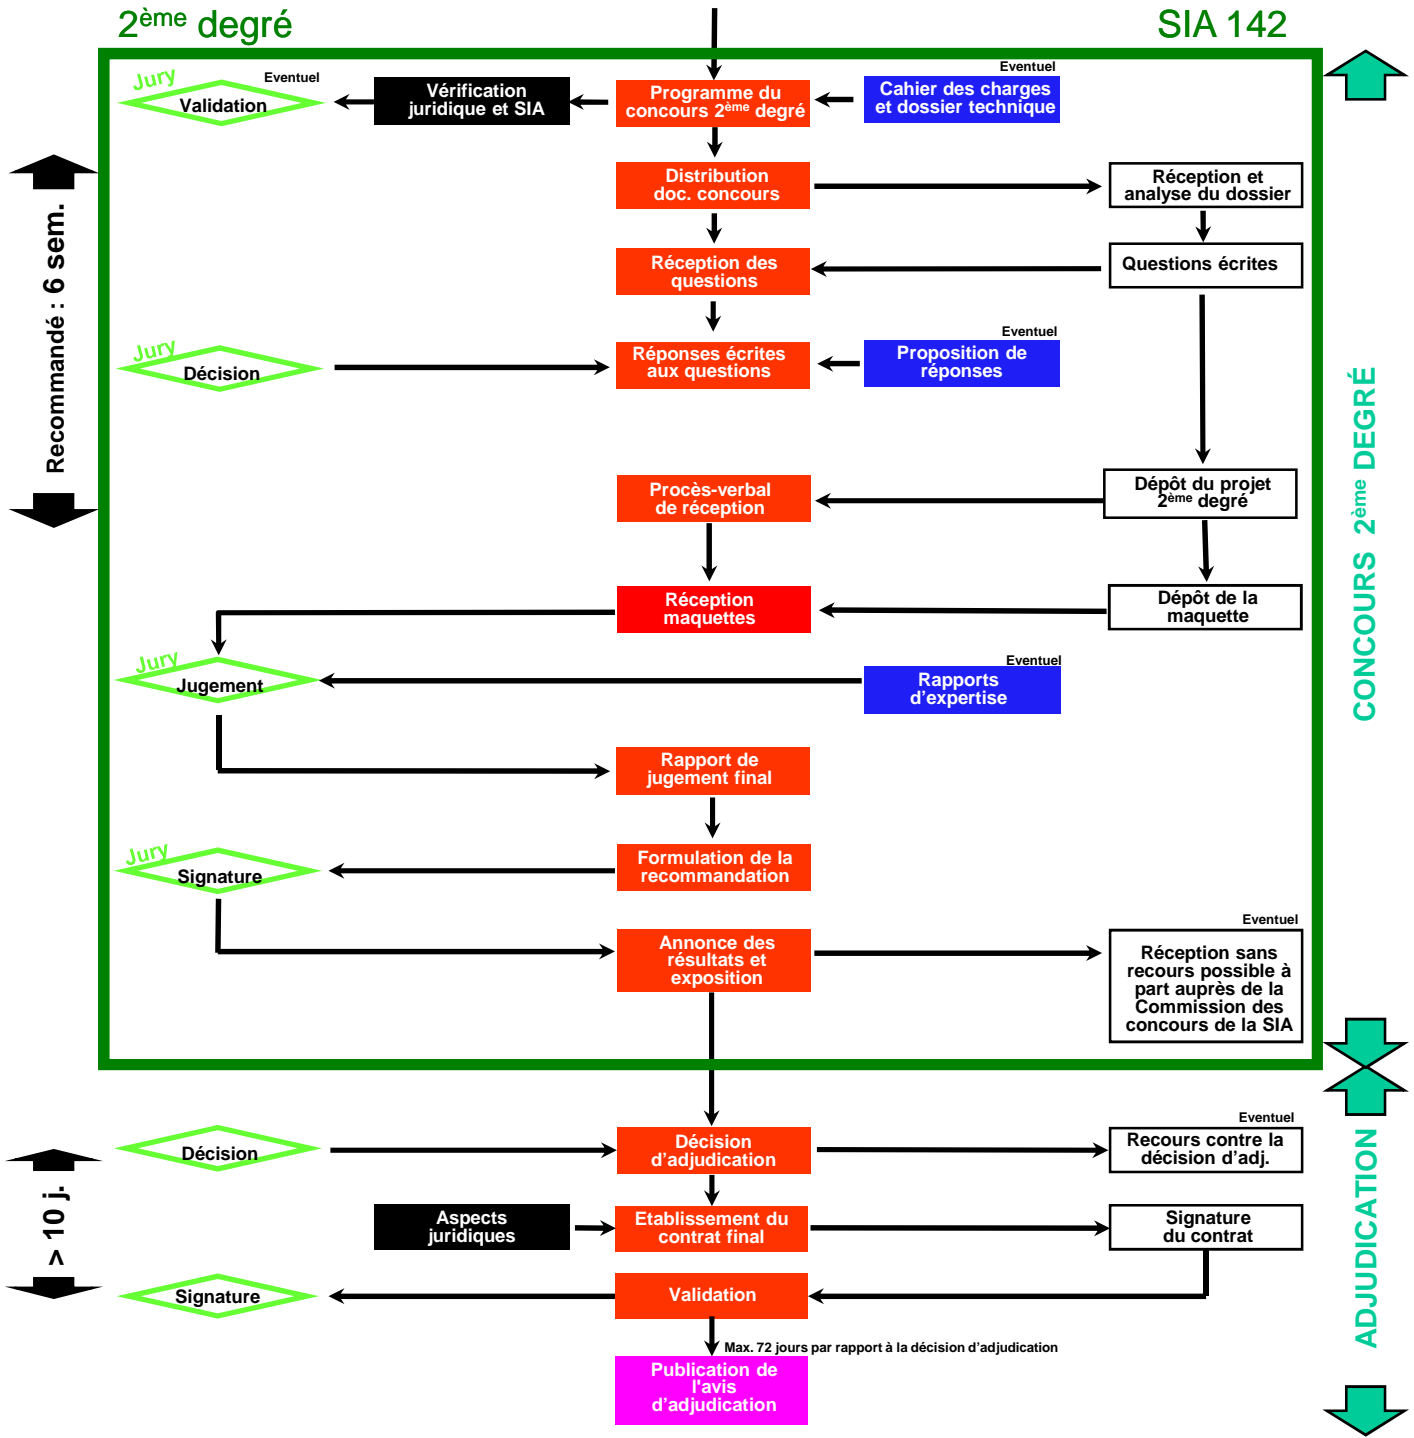 2ème degré
SIA 142
Jury
Validation
Eventuel
Vérification
juridique et SIA
Programme du
concours 2ème degré
Eventuel
Cahier des charges
et dossier technique
Distribution
doc. concours
Réception et
analyse du dossier
Réception des
questions
Questions écrites
Recommandé : 6 sem.
Jury
Décision
Réponses écrites
aux questions
Eventuel
Proposition de
réponses
CONCOURS 2ème DEGRÉ
Procès-verbal
de réception
Dépôt du projet
2ème degré
Réception
maquettes
Dépôt de la
maquette
Jury
Jugement
Eventuel
Rapports
d’expertise
Rapport de
jugement final
Jury
Signature
Formulation de la
recommandation
Annonce des
résultats et
exposition
Eventuel
Réception sans
recours possible à
part auprès de la
Commission des
concours de la SIA
Décision
Décision
d’adjudication
Eventuel
Recours contre la
décision d’adj.
> 10 j.
Aspects
juridiques
Etablissement du
contrat final
Signature
du contrat
ADJUDICATION
Signature
Validation
Max. 72 jours par rapport à la décision d’adjudication
Publication de
l'avis
d’adjudication